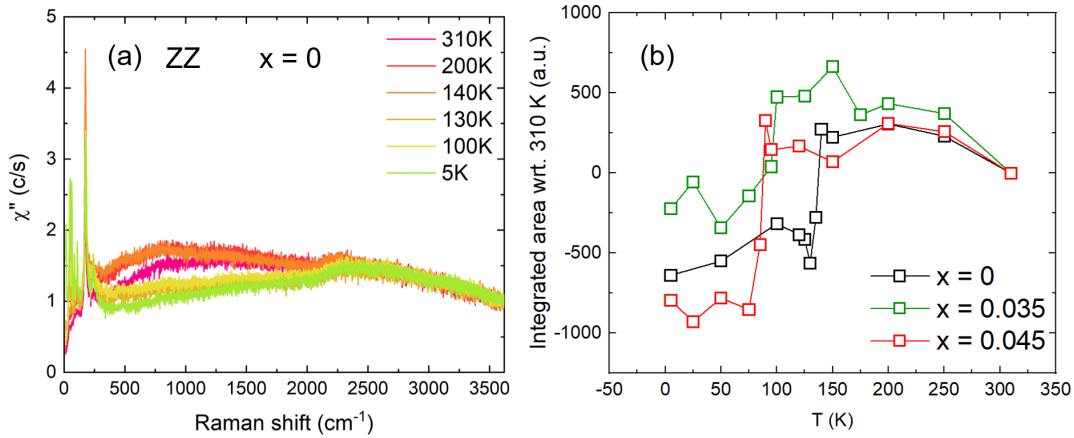 (a) ZZ x = 0
310K
200K
140K
130K
100K
5K
5
4
3
2
1
0
χ" (c/s)
0 500 1000 1500 2000 2500 3000 3500
Raman shift (cm⁻¹)
(b)
1000
500
0
-500
-1000
Integrated area wrt. 310 K (a.u.)
x = 0
x = 0.035
x = 0.045
-50 0 50 100 150 200 250 300 350
T (K)